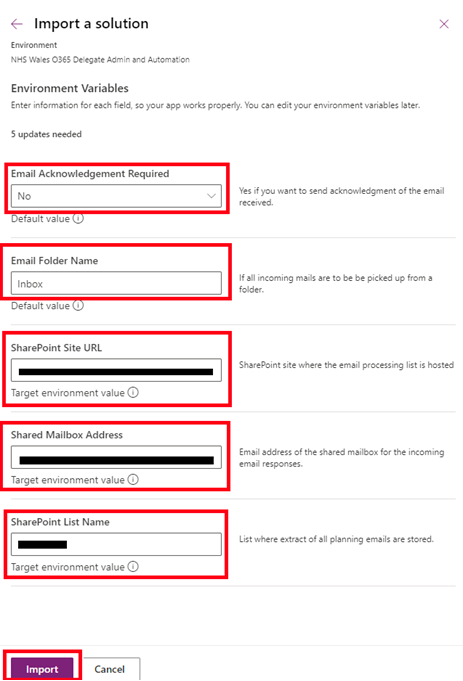 Import a solution
Environment
NHS Wales O365 Delegate Admin and Automation
Environment Variables
Enter information for each field, so your app works properly. You can edit your environment variables later.
5 updates needed
Email Acknowledgement Required
No
Yes if you want to send acknowledgment of the email
received.
Default value
Email Folder Name
Inbox
If all incoming mails are to be be picked up from a
folder.
Default value
SharePoint Site URL
SharePoint site where the email processing list is hosted
Target environment value
Shared Mailbox Address
Email address of the shared mailbox for the incoming
email responses.
Target environment value
SharePoint List Name
List where extract of all planning emails are stored.
Target environment value
Import
Cancel